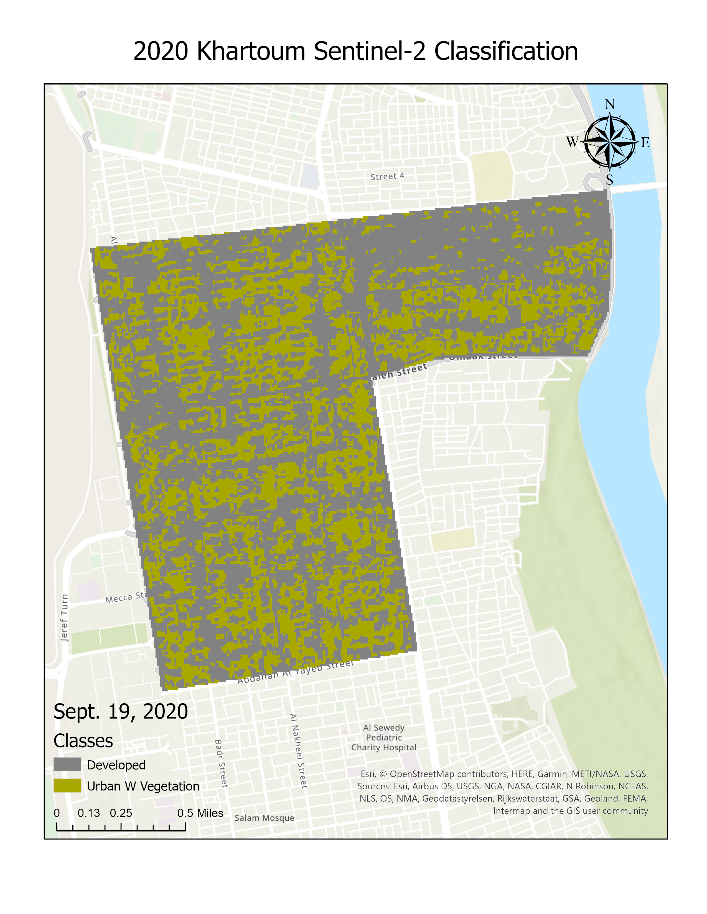 2020 Khartoum Sentinel-2 Classification
N
W E
S
Street 4
Al
Street
Mecca
Jeref Turn
Abdallah Al Tayeb Street
Sept. 19, 2020
Classes
Developed
Urban W Vegetation
0 0.13 0.25 0.5 Miles
Badr Street
Al Nakheel Street
Al Sewedy
Pediatric
Charity Hospital
Salam Mosque
Esri, © OpenStreetMap contributors, HERE, Garmin, METI/NASA, USGS.
Sources: Esri, Airbus DS, USGS, NGA, NASA, CGIAR, N Robinson, NCEAS,
NLS, OS, NMA, Geodatastyrelsen, Rijkswaterstaat, GSA, Geoland, FEMA,
Intermap and the GIS user community